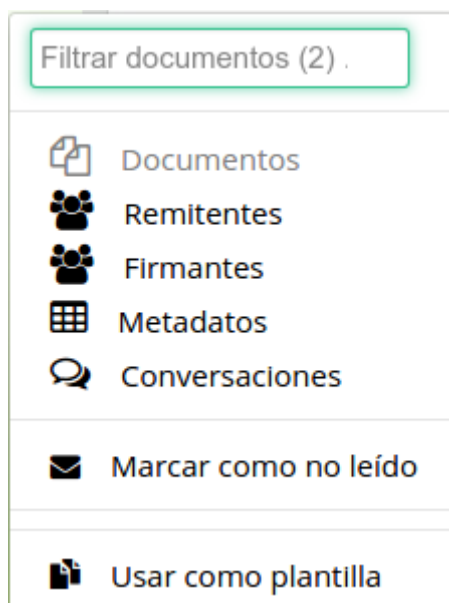 Filtrar documentos (2) .
Documentos
Remitentes
Firmantes
Metadatos
Conversaciones
Marcar como no leído
Usar como plantilla